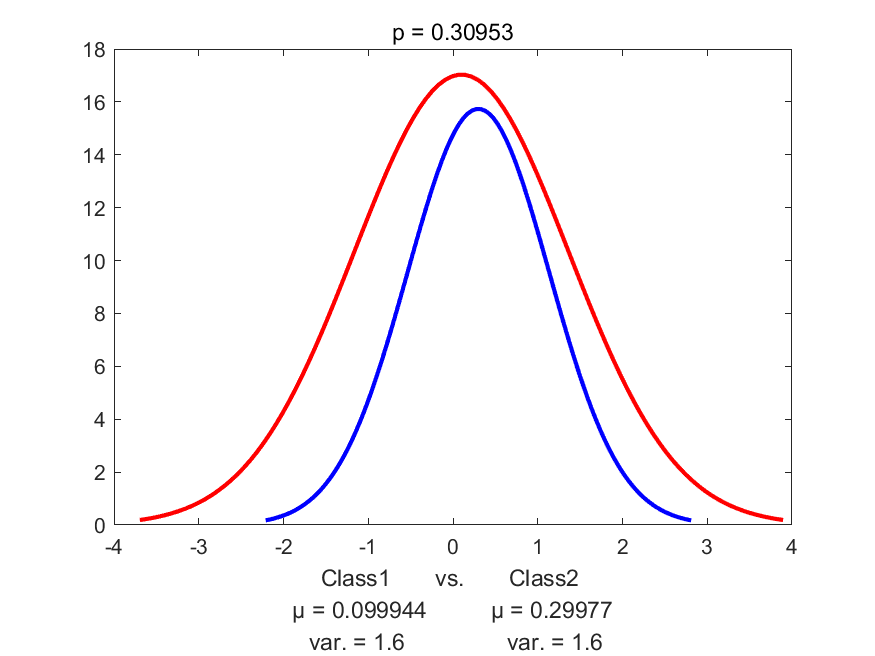 p = 0.30953
18
16
14
12
10
8
6
4
2
0
-4 -3 -2 -1 0 1 2 3 4
Class1 vs. Class2
μ = 0.099944 μ = 0.29977
var. = 1.6 var. = 1.6